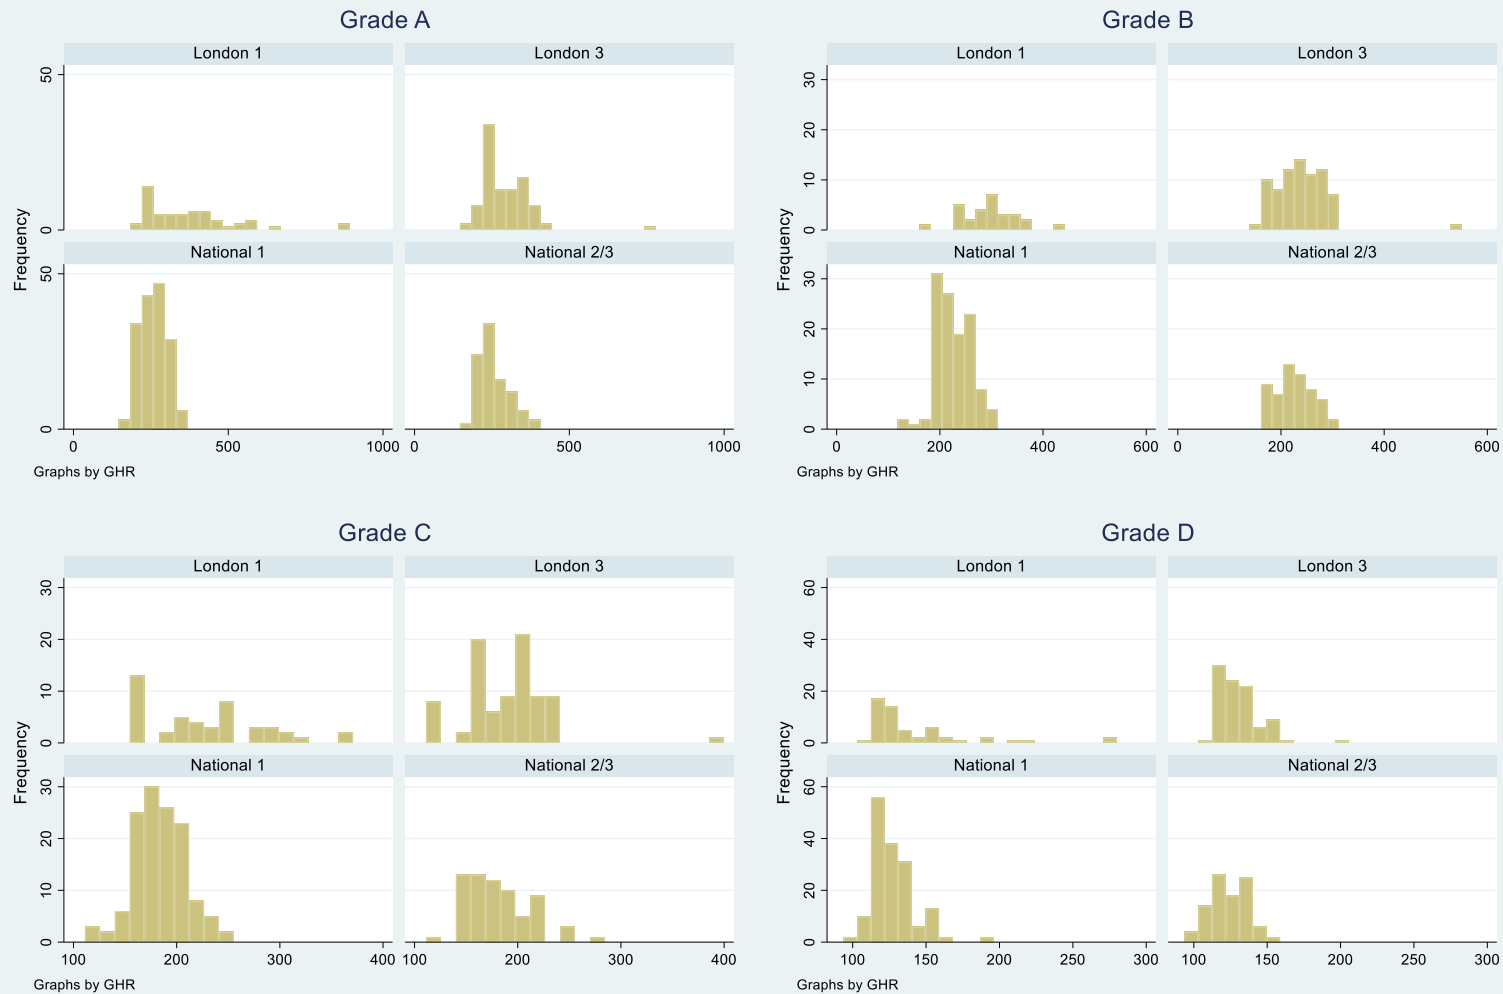 Grade A
London 1
London 3
50
0
Frequency
National 1
National 2/3
50
0
0 500 1000 0 500 1000
Graphs by GHR
Grade B
London 1
London 3
30
20
10
0
Frequency
National 1
National 2/3
30
20
10
0
0 200 400 600 0 200 400 600
Graphs by GHR
Grade C
London 1
London 3
30
20
10
0
Frequency
National 1
National 2/3
30
20
10
0
100 200 300 400 100 200 300 400
Graphs by GHR
Grade D
London 1
London 3
60
40
20
0
Frequency
National 1
National 2/3
60
40
20
0
100 150 200 250 300 100 150 200 250 300
Graphs by GHR